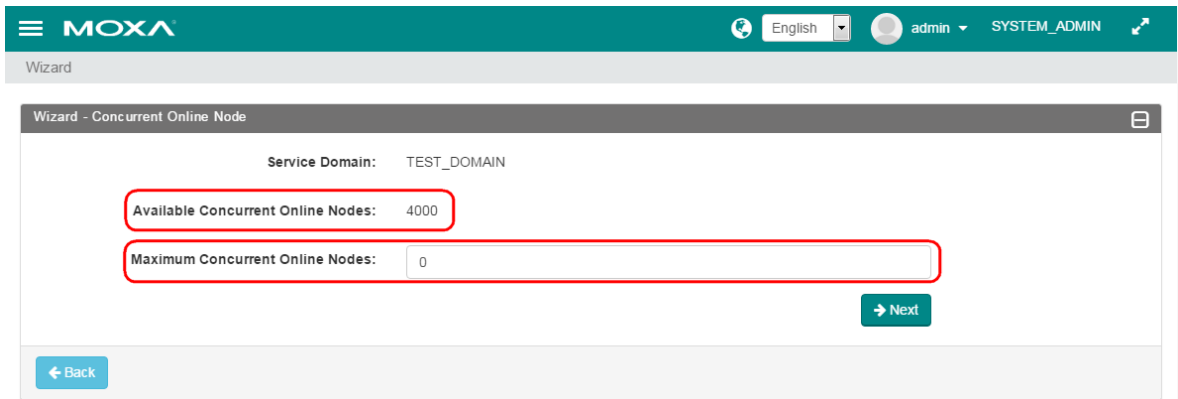 MOXA English admin SYSTEM_ADMIN
Wizard
Wizard - Concurrent Online Node
Service Domain: TEST_DOMAIN
Available Concurrent Online Nodes: 4000
Maximum Concurrent Online Nodes: 0
Next
Back